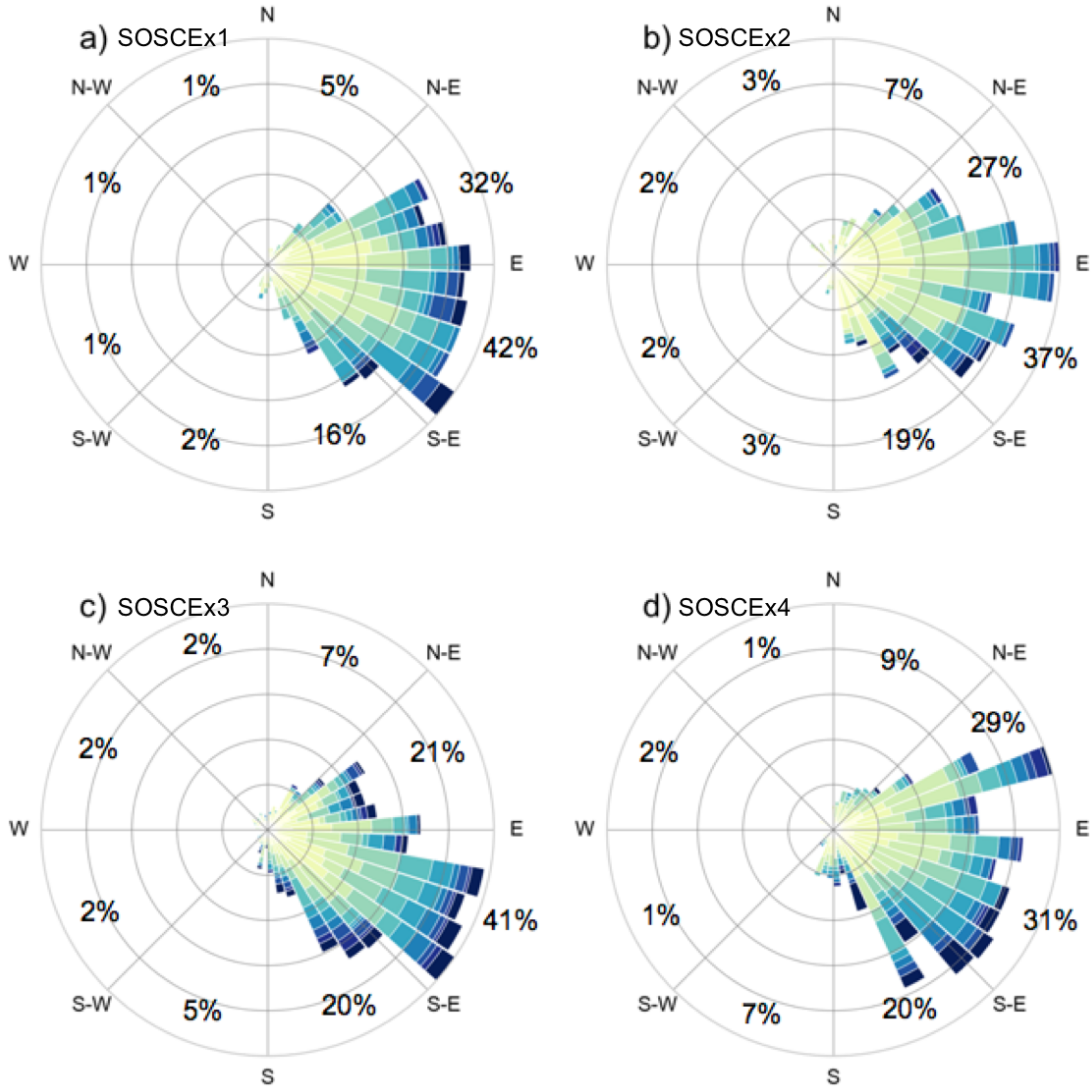 a) SOSCEx1
N
N-W
1%
5%
N-E
1%
32%
W
E
1%
42%
S-W
2%
16%
S-E
S
b) SOSCEx2
N
N-W
3%
7%
N-E
2%
27%
W
E
2%
37%
S-W
3%
19%
S-E
S
c) SOSCEx3
N
N-W
2%
7%
N-E
2%
21%
W
E
2%
41%
S-W
5%
20%
S-E
S
d) SOSCEx4
N
N-W
1%
9%
N-E
2%
29%
W
E
1%
31%
S-W
7%
20%
S-E
S